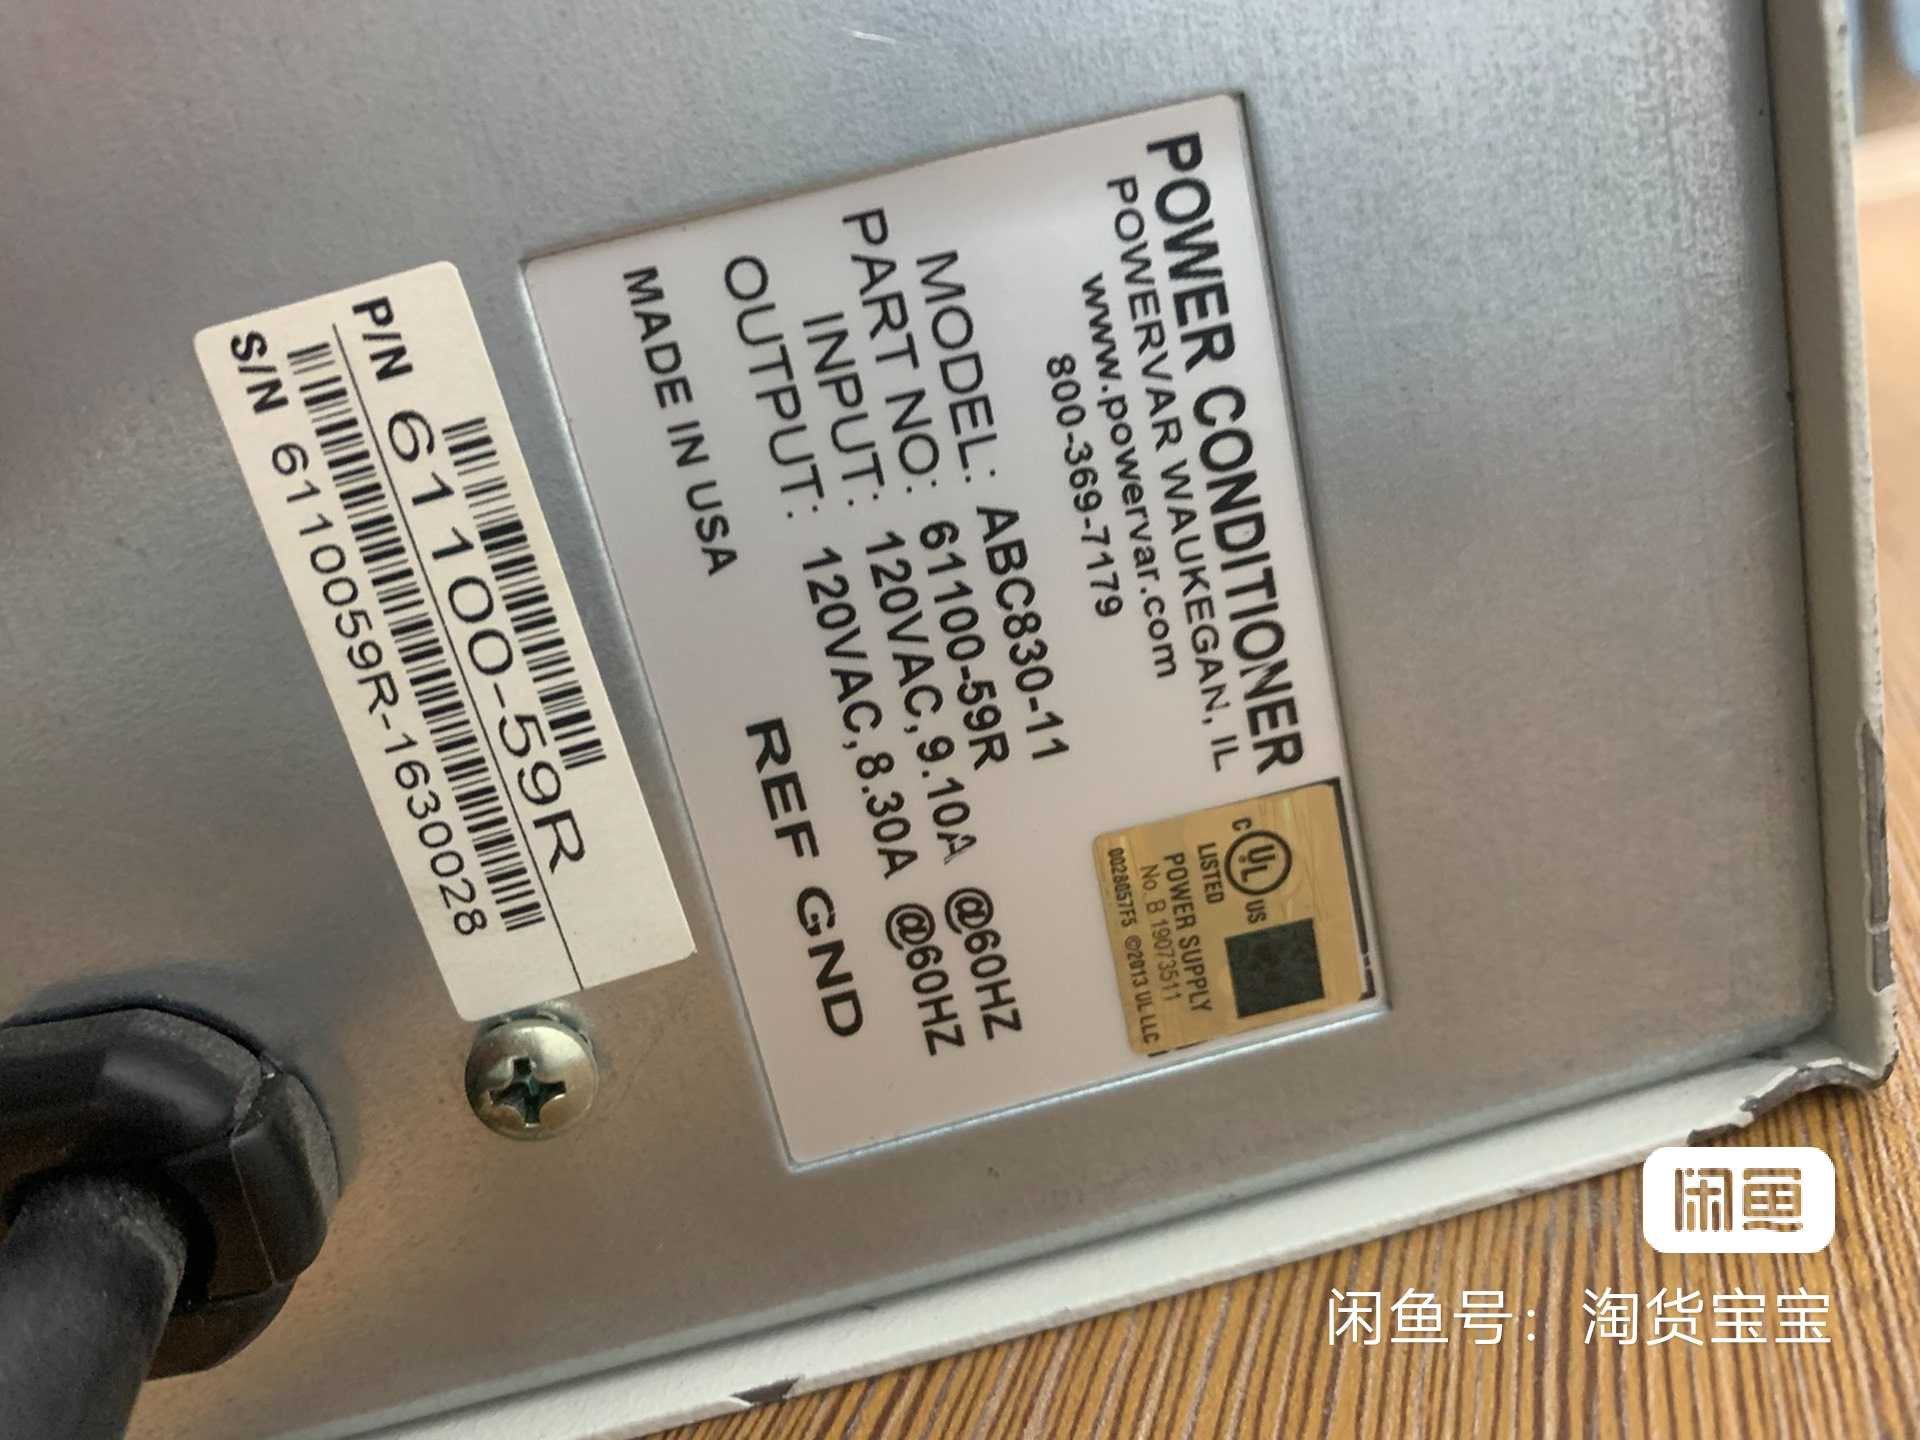 POWER CONDITIONER
POWERVAR WAUKEGAN, IL
www.powervar.com
800-369-7179
MODEL: ABC830-11
PART NO: 61100-59R
INPUT: 120VAC, 9.10A @60HZ
OUTPUT: 120VAC, 8.30A @60HZ
MADE IN USA
REF GND
C UL US
LISTED
POWER SUPPLY
No. B 19073511
0028057F5 ©2013 UL LLC
P/N 61100-59R
S/N 6110059R-1630028
闲鱼
闲鱼号：淘货宝宝